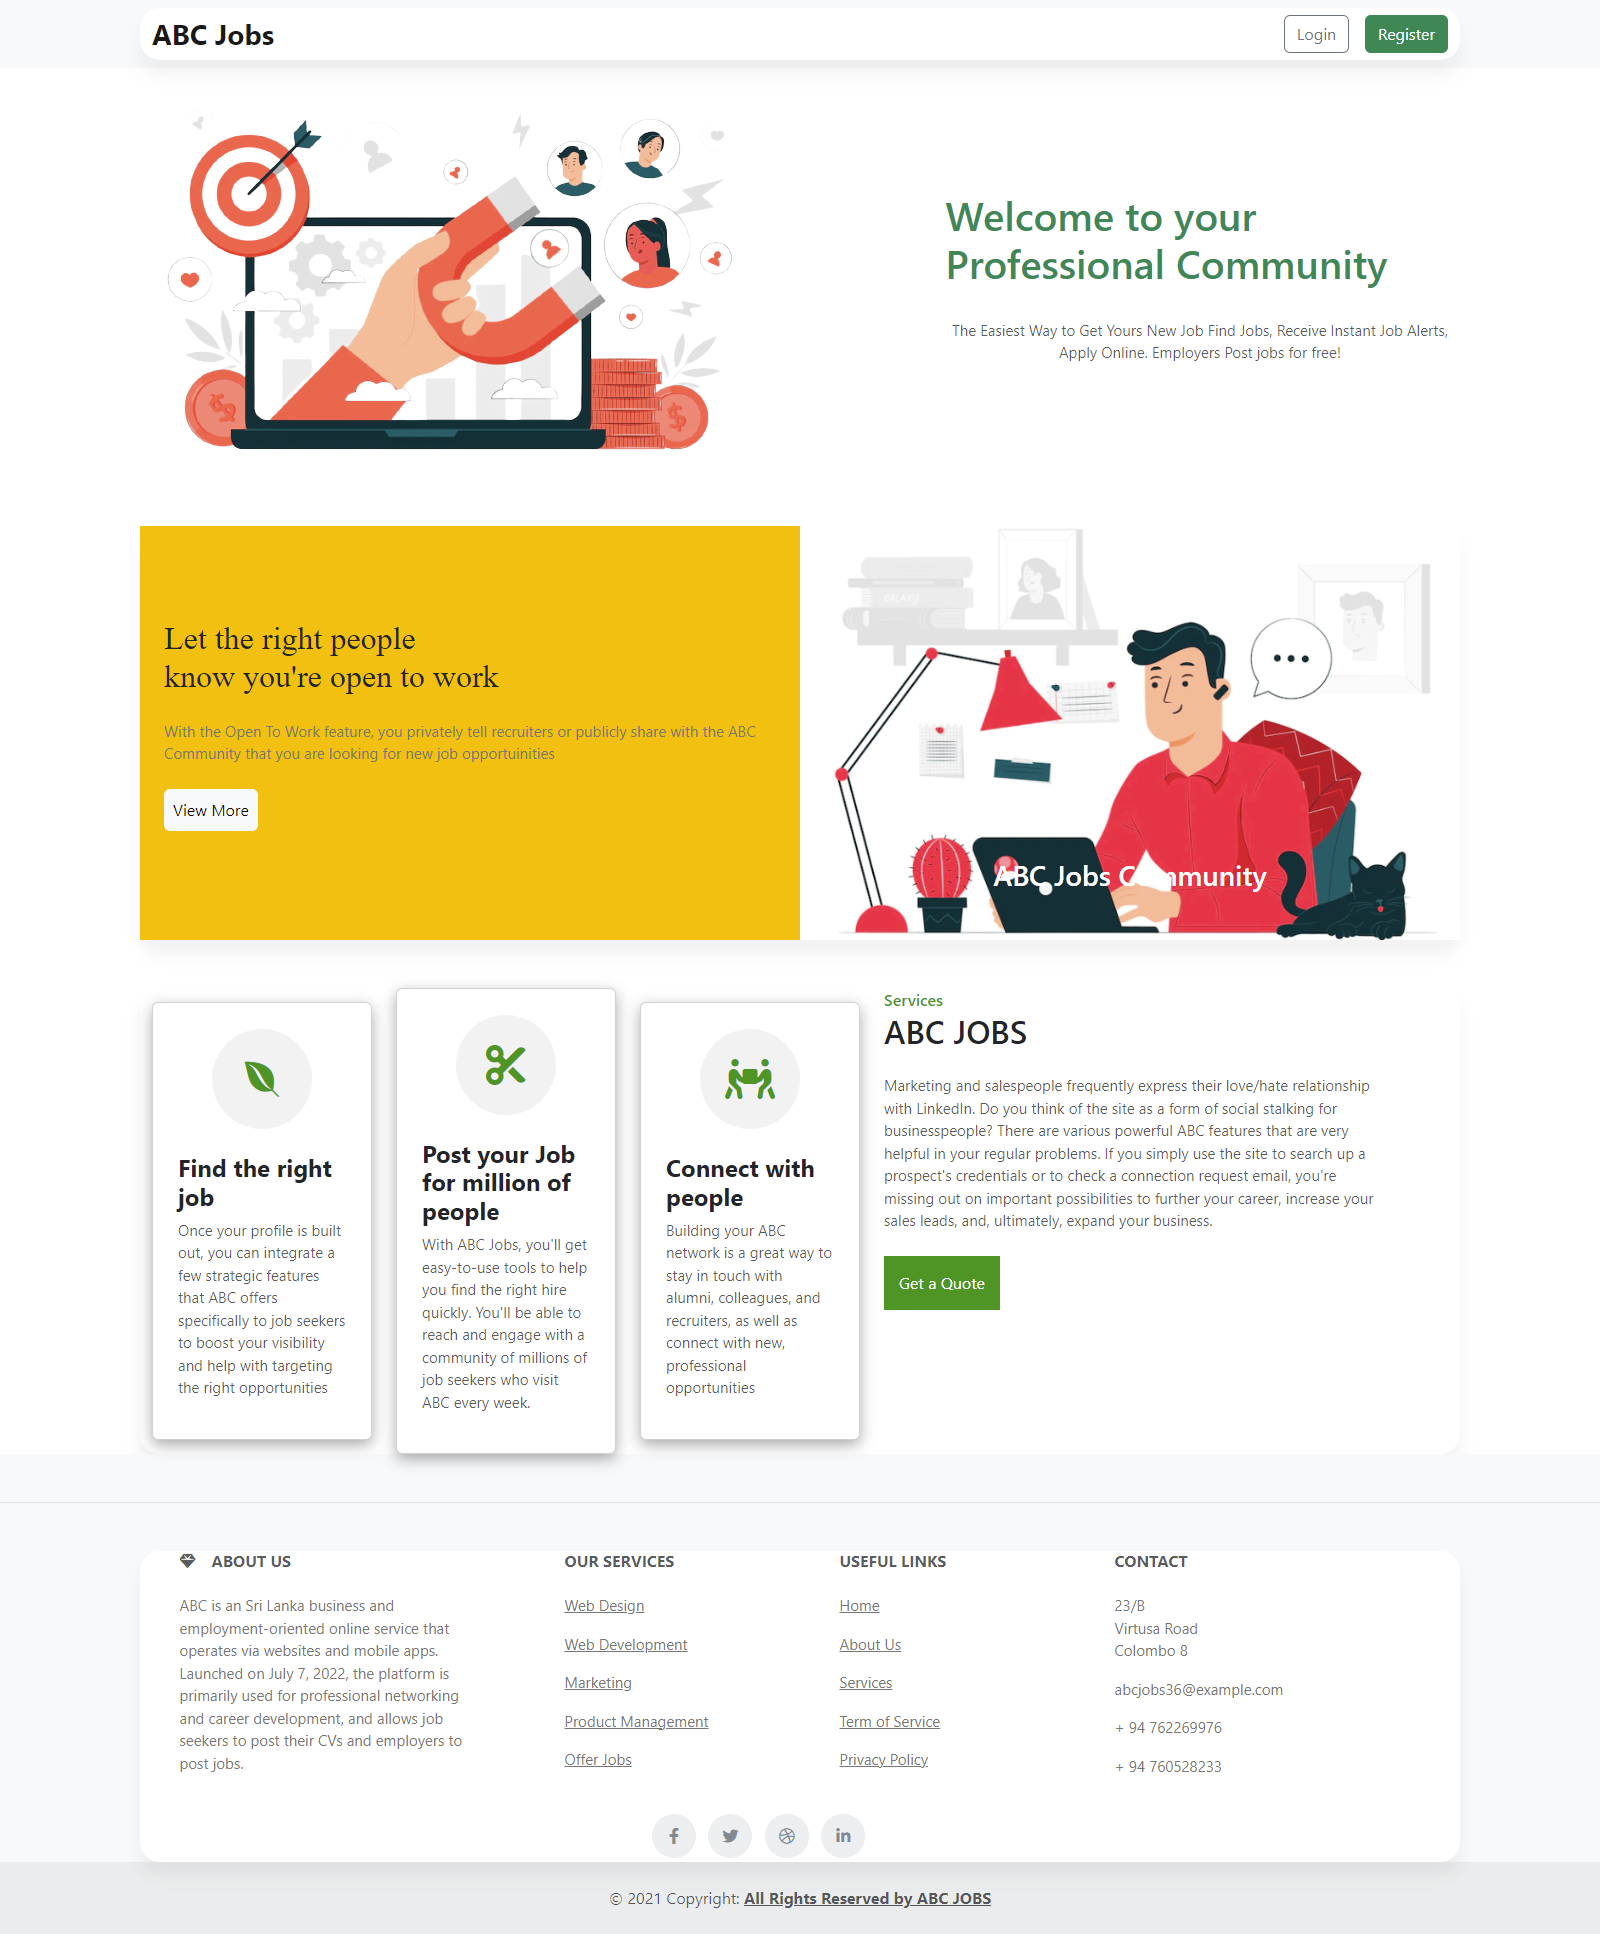 ABC Jobs
Login
Register
Welcome to your
Professional Community
The Easiest Way to Get Yours New Job Find Jobs, Receive Instant Job Alerts,
Apply Online. Employers Post jobs for free!
Let the right people
know you're open to work
With the Open To Work feature, you privately tell recruiters or publicly share with the ABC
Community that you are looking for new job opportuinities
View More
GALAXY
ABC Jobs Community
Find the right
job
Once your profile is built
out, you can integrate a
few strategic features
that ABC offers
specifically to job seekers
to boost your visibility
and help with targeting
the right opportunities
Post your Job
for million of
people
With ABC Jobs, you'll get
easy-to-use tools to help
you find the right hire
quickly. You'll be able to
reach and engage with a
community of millions of
job seekers who visit
ABC every week.
Connect with
people
Building your ABC
network is a great way to
stay in touch with
alumni, colleagues, and
recruiters, as well as
connect with new,
professional
opportunities
Services
ABC JOBS
Marketing and salespeople frequently express their love/hate relationship
with LinkedIn. Do you think of the site as a form of social stalking for
businesspeople? There are various powerful ABC features that are very
helpful in your regular problems. If you simply use the site to search up a
prospect's credentials or to check a connection request email, you're
missing out on important possibilities to further your career, increase your
sales leads, and, ultimately, expand your business.
Get a Quote
ABOUT US
ABC is an Sri Lanka business and
employment-oriented online service that
operates via websites and mobile apps.
Launched on July 7, 2022, the platform is
primarily used for professional networking
and career development, and allows job
seekers to post their CVs and employers to
post jobs.
OUR SERVICES
Web Design
Web Development
Marketing
Product Management
Offer Jobs
USEFUL LINKS
Home
About Us
Services
Term of Service
Privacy Policy
CONTACT
23/B
Virtusa Road
Colombo 8
abcjobs36@example.com
+ 94 762269976
+ 94 760528233
© 2021 Copyright: All Rights Reserved by ABC JOBS